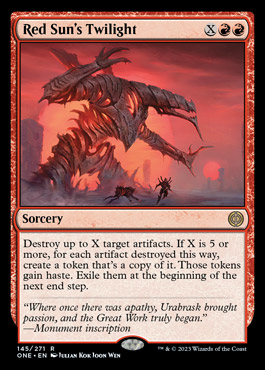 Red Sun's Twilight X
Sorcery
Destroy up to X target artifacts. If X is 5
or more, for each artifact destroyed this way,
create a token that's a copy of it. Those tokens
gain haste. Exile them at the beginning of the
next end step.
“Where once there was apathy, Urabrask brought
passion, and the Great Work truly began.”
—Monument inscription
145/271 R
ONE • EN Julian Kok Joon Wen
™ & © 2023 Wizards of the Coast